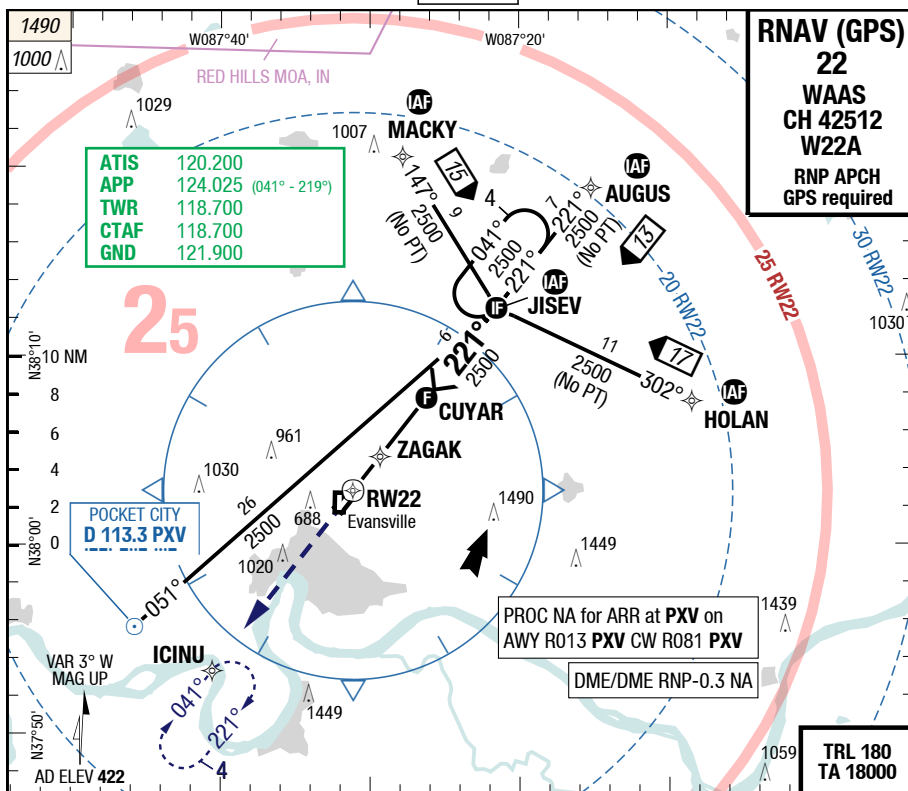 1490
1000
W087°40'
W087°20'
RED HILLS MOA, IN
RNAV (GPS)
22
WAAS
CH 42512
W22A
RNP APCH
GPS required
1029
1007
IAF
MACKY
IAF
AUGUS
ATIS 120.200
APP 124.025 (041° - 219°)
TWR 118.700
CTAF 118.700
GND 121.900
147°
9
2500
(No PT)
15
4
041°
2500
221°
7
221°
2500
(No PT)
13
30 RW22
25 RW22
20 RW22
25
IF
IAF
JISEV
1030
N38°10'
10 NM
8
6
4
2
0
6
221°
2500
11
2500
(No PT)
302°
17
IAF
HOLAN
F
CUYAR
961
ZAGAK
1030
RW22
Evansville
688
1490
26
2500
1020
1449
N38°00'
POCKET CITY
D 113.3 PXV
051°
PROC NA for ARR at PXV on
AWY R013 PXV CW R081 PXV
1439
DME/DME RNP-0.3 NA
VAR 3° W
MAG UP
ICINU
041°
221°
4
1449
N37°50'
AD ELEV 422
1059
TRL 180
TA 18000